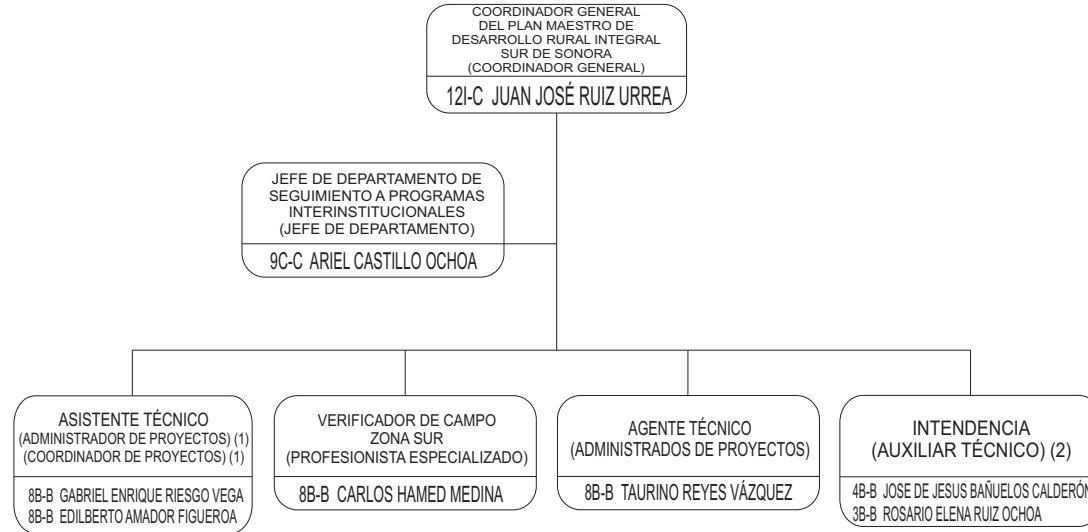 COORDINADOR GENERAL
DEL PLAN MAESTRO DE
DESARROLLO RURAL INTEGRAL
SUR DE SONORA
(COORDINADOR GENERAL)
12I-C JUAN JOSÉ RUIZ URREA
JEFE DE DEPARTAMENTO DE
SEGUIMIENTO A PROGRAMAS
INTERINSTITUCIONALES
(JEFE DE DEPARTAMENTO)
9C-C ARIEL CASTILLO OCHOA
ASISTENTE TÉCNICO
(ADMINISTRADOR DE PROYECTOS) (1)
(COORDINADOR DE PROYECTOS) (1)
8B-B GABRIEL ENRIQUE RIESGO VEGA
8B-B EDILBERTO AMADOR FIGUEROA
VERIFICADOR DE CAMPO
ZONA SUR
(PROFESIONISTA ESPECIALIZADO)
8B-B CARLOS HAMED MEDINA
AGENTE TÉCNICO
(ADMINISTRADOS DE PROYECTOS)
8B-B TAURINO REYES VÁZQUEZ
INTENDENCIA
(AUXILIAR TÉCNICO) (2)
4B-B JOSE DE JESUS BAÑUELOS CALDERÓN
3B-B ROSARIO ELENA RUIZ OCHOA